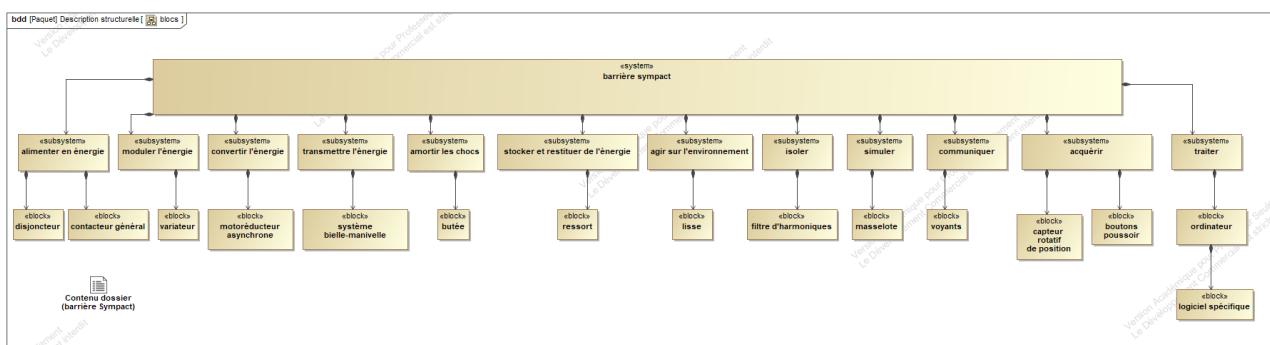 bdd [Paquet] Description structurelle [ blocs ]
«system»
barrière sympact
«subsystem»
alimenter en énergie
«subsystem»
moduler l'énergie
«subsystem»
convertir l'énergie
«subsystem»
transmettre l'énergie
«subsystem»
amortir les chocs
«subsystem»
stocker et restituer de l'énergie
«subsystem»
agir sur l'environnement
«subsystem»
isoler
«subsystem»
simuler
«subsystem»
communiquer
«subsystem»
acquérir
«subsystem»
traiter
«block»
disjoncteur
«block»
contacteur général
«block»
variateur
«block»
motoréducteur
asynchrone
«block»
système
bielle-manivelle
«block»
butée
«block»
ressort
«block»
lisse
«block»
filtre d'harmoniques
«block»
masselote
«block»
voyants
«block»
capteur
rotatif
de position
«block»
boutons
poussoir
«block»
ordinateur
«block»
logiciel spécifique
Contenu dossier
(barrière Sympact)